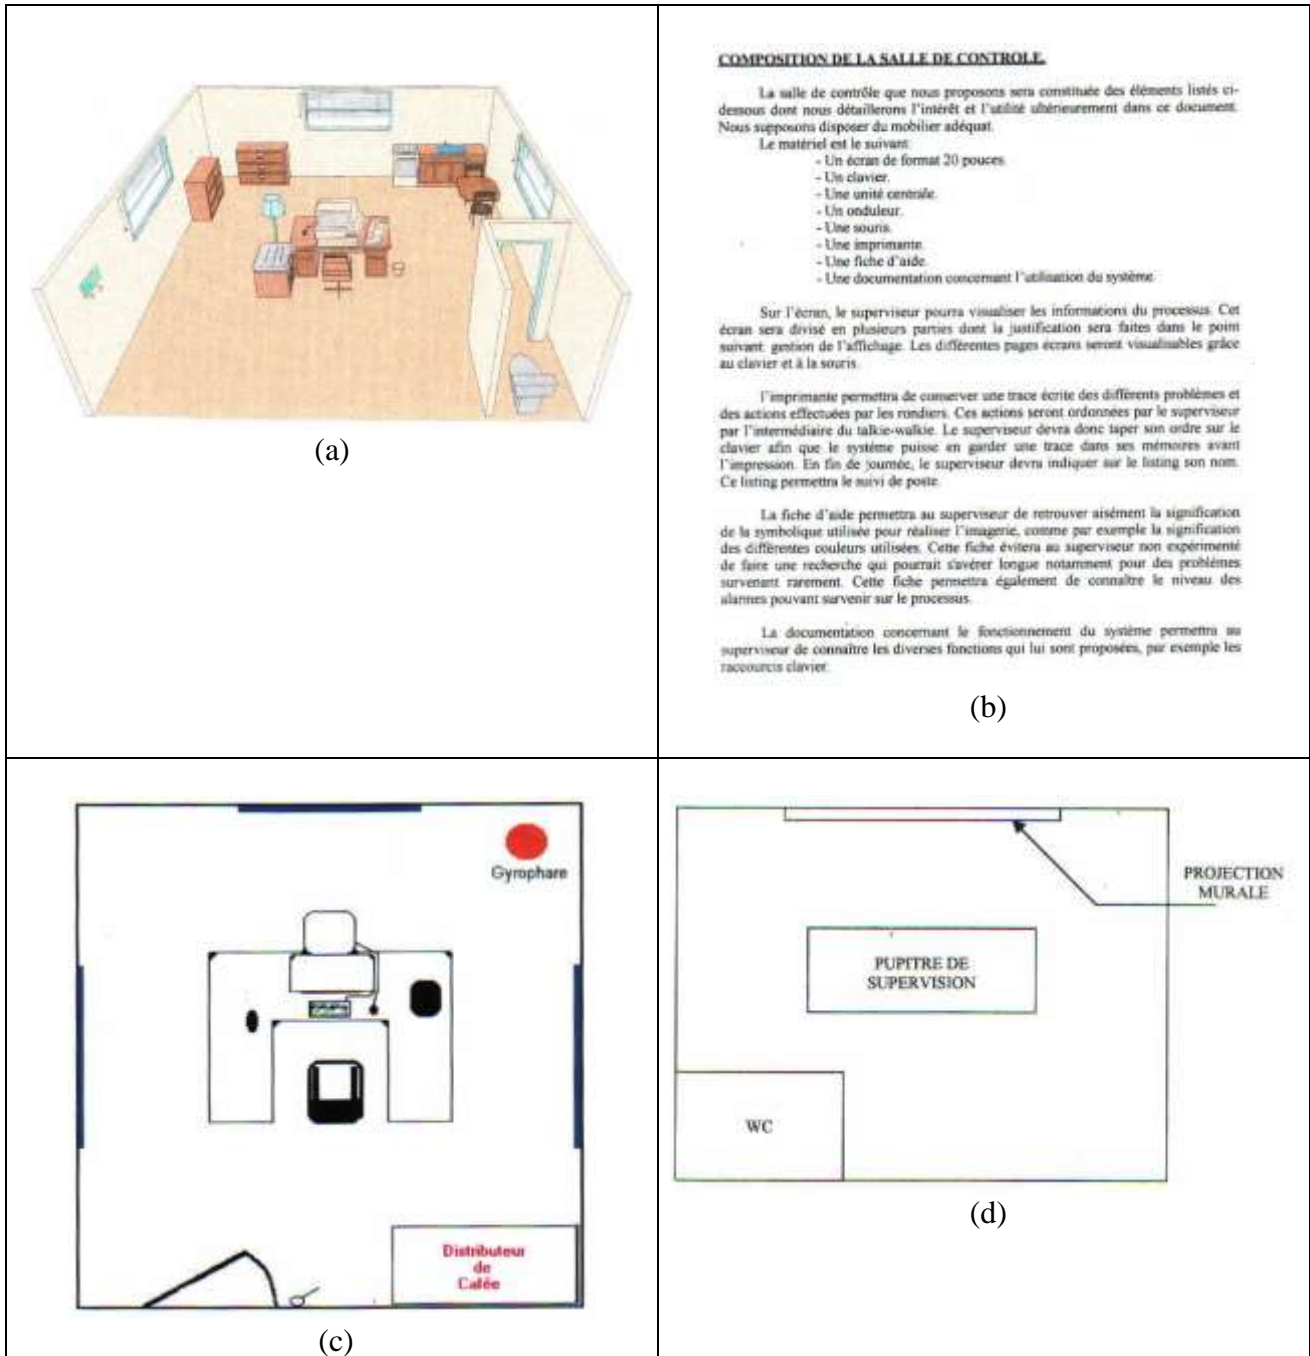 (a)
COMPOSITION DE LA SALLE DE CONTROLE.
La salle de contrôle que nous proposons sera constituée des éléments listés ci-
dessous dont nous détaillerons l'intérêt et l'utilité ultérieurement dans ce document.
Nous supposons disposer du mobilier adéquat.
Le matériel est le suivant:
- Un écran de format 20 pouces.
- Un clavier.
- Une unité centrale.
- Un onduleur.
- Une souris.
- Une imprimante.
- Une fiche d'aide.
- Une documentation concernant l'utilisation du système.
Sur l'écran, le superviseur pourra visualiser les informations du processus. Cet
écran sera divisé en plusieurs parties dont la justification sera faites dans le point
suivant: gestion de l'affichage. Les différentes pages écrans seront visualisables grâce
au clavier et à la souris.
l'imprimante permettra de conserver une trace écrite des différents problèmes et
des actions effectuées par les rondiers. Ces actions seront ordonnées par le superviseur
par l'intermédiaire du talkie-walkie. Le superviseur devra donc taper son ordre sur le
clavier afin que le système puisse en garder une trace dans ses mémoires avant
l'impression. En fin de journée, le superviseur devra indiquer sur le listing son nom.
Ce listing permettra le suivi de poste.
La fiche d'aide permettra au superviseur de retrouver aisément la signification
de la symbolique utilisée pour réaliser l'imagerie, comme par exemple la signification
des différentes couleurs utilisées. Cette fiche évitera au superviseur non expérimenté
de faire une recherche qui pourrait s'avérer longue notamment pour des problèmes
survenant rarement. Cette fiche permettra également de connaître le niveau des
alarmes pouvant survenir sur le processus.
La documentation concernant le fonctionnement du système permettra au
superviseur de connaître les diverses fonctions qui lui sont proposées, par exemple les
raccourcis clavier.
(b)
Gyrophare
Distributeur
de
Calée
(c)
PROJECTION
MURALE
PUPITRE DE
SUPERVISION
WC
(d)